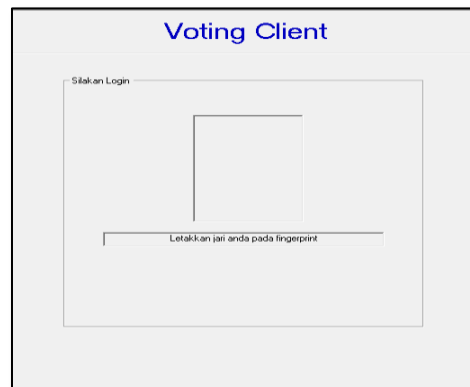 Voting Client
Silakan Login
Letakkan jari anda pada fingerprint